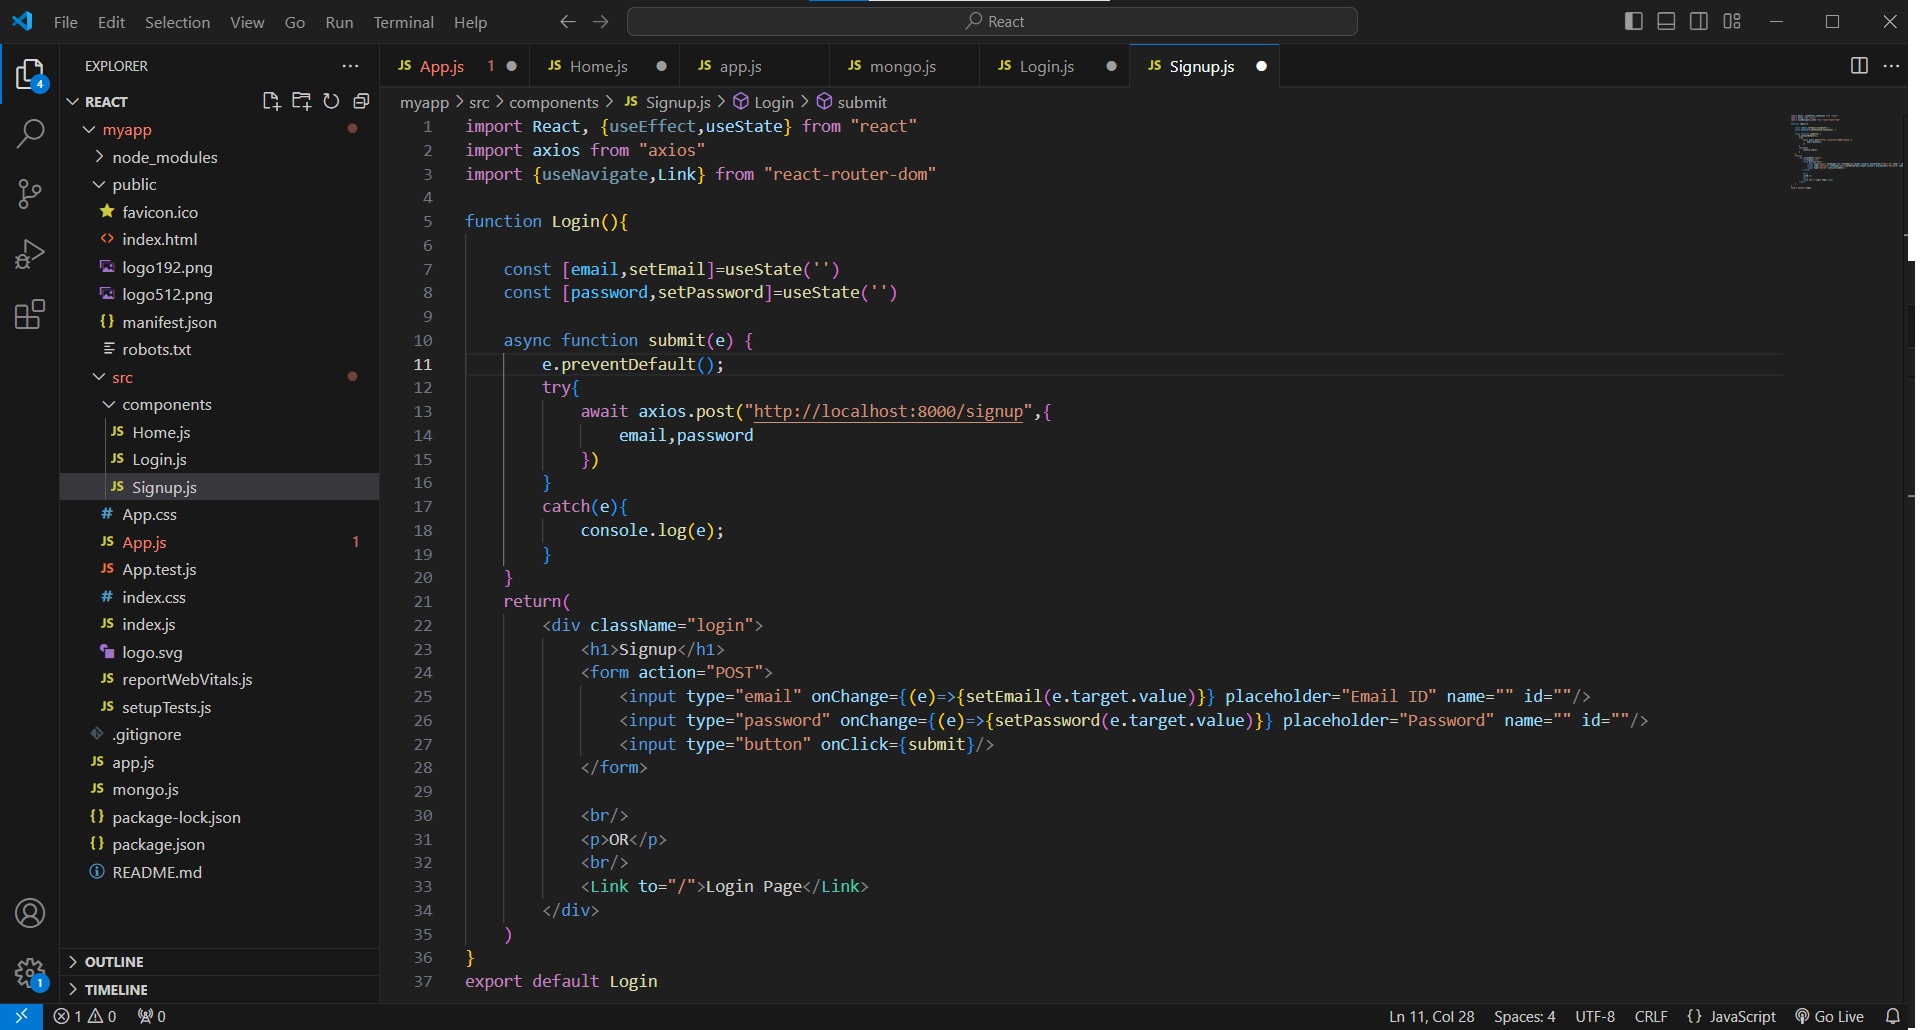 File Edit Selection View Go Run Terminal Help
React
4
EXPLORER
REACT
myapp
node_modules
public
favicon.ico
index.html
logo192.png
logo512.png
manifest.json
robots.txt
src
components
JS Home.js
JS Login.js
JS Signup.js
# App.css
JS App.js 1
JS App.test.js
# index.css
JS index.js
logo.svg
JS reportWebVitals.js
JS setupTests.js
.gitignore
JS app.js
JS mongo.js
{} package-lock.json
{} package.json
README.md
OUTLINE
TIMELINE
1
JS App.js 1
JS Home.js
JS app.js
JS mongo.js
JS Login.js
JS Signup.js
myapp > src > components > JS Signup.js > Login > submit
1 import React, {useEffect,useState} from "react"
2 import axios from "axios"
3 import {useNavigate,Link} from "react-router-dom"
4
5 function Login(){
6
7 const [email,setEmail]=useState('')
8 const [password,setPassword]=useState('')
9
10 async function submit(e) {
11 e.preventDefault();
12 try{
13 await axios.post("http://localhost:8000/signup",{
14 email,password
15 })
16 }
17 catch(e){
18 console.log(e);
19 }
20 }
21 return(
22 <div className="login">
23 <h1>Signup</h1>
24 <form action="POST">
25 <input type="email" onChange={(e)=>{setEmail(e.target.value)}} placeholder="Email ID" name="" id=""/>
26 <input type="password" onChange={(e)=>{setPassword(e.target.value)}} placeholder="Password" name="" id=""/>
27 <input type="button" onClick={submit}/>
28 </form>
29
30 <br/>
31 <p>OR</p>
32 <br/>
33 <Link to="/">Login Page</Link>
34 </div>
35 )
36 }
37 export default Login
1 0 0
Ln 11, Col 28 Spaces: 4 UTF-8 CRLF {} JavaScript Go Live